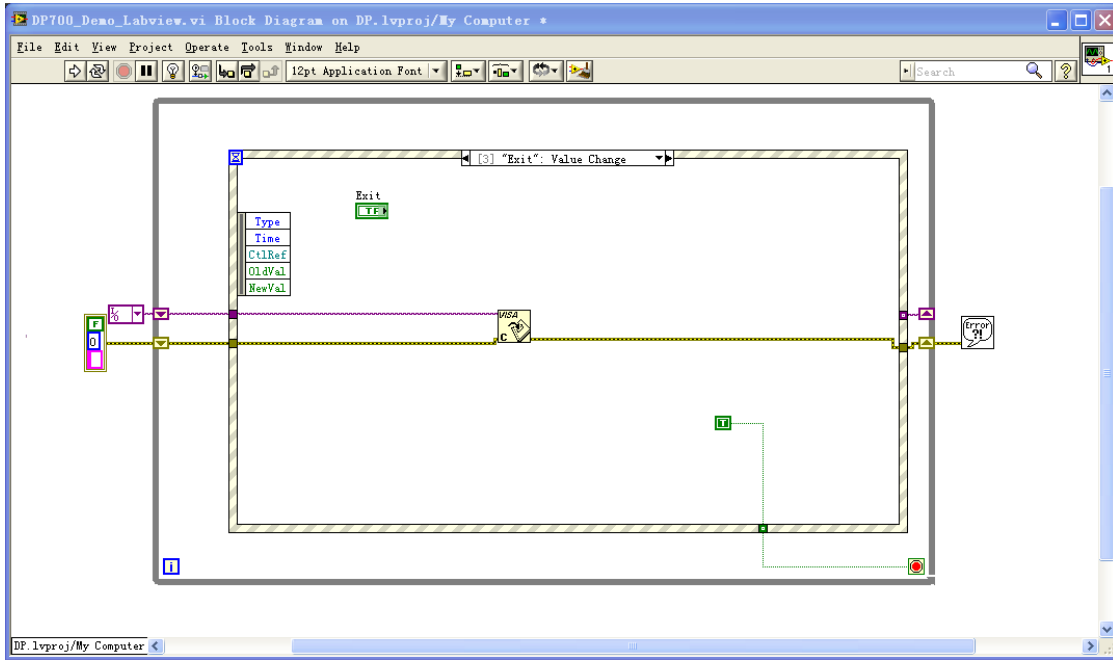 DP700_Demo_Labview.vi Block Diagram on DP.lvproj/My Computer *
File Edit View Project Operate Tools Window Help
12pt Application Font
Search
1
[3] "Exit": Value Change
Exit
TF
Type
Time
CtlRef
OldVal
NewVal
I/O
VISA
C
F
0
Error
?!
T
i
DP.lvproj/My Computer